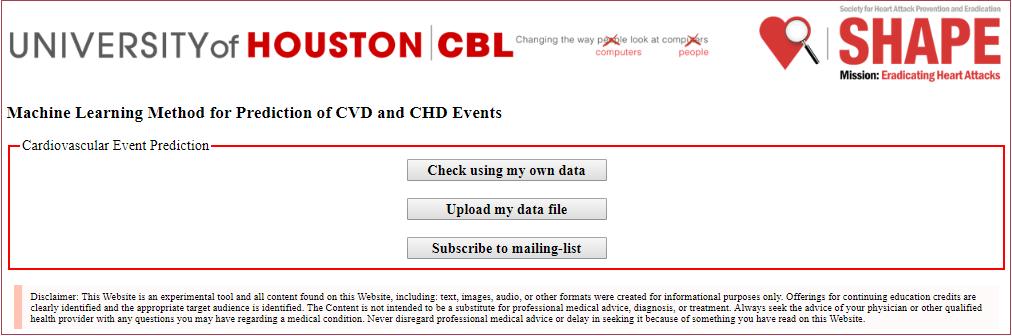 Society for Heart Attack Prevention and Eradication
UNIVERSITY of HOUSTON CBL
Changing the way people look at computers
computers people
SHAPE
Mission: Eradicating Heart Attacks
Machine Learning Method for Prediction of CVD and CHD Events
Cardiovascular Event Prediction
Check using my own data
Upload my data file
Subscribe to mailing-list
Disclaimer: This Website is an experimental tool and all content found on this Website, including: text, images, audio, or other formats were created for informational purposes only. Offerings for continuing education credits are
clearly identified and the appropriate target audience is identified. The Content is not intended to be a substitute for professional medical advice, diagnosis, or treatment. Always seek the advice of your physician or other qualified
health provider with any questions you may have regarding a medical condition. Never disregard professional medical advice or delay in seeking it because of something you have read on this Website.